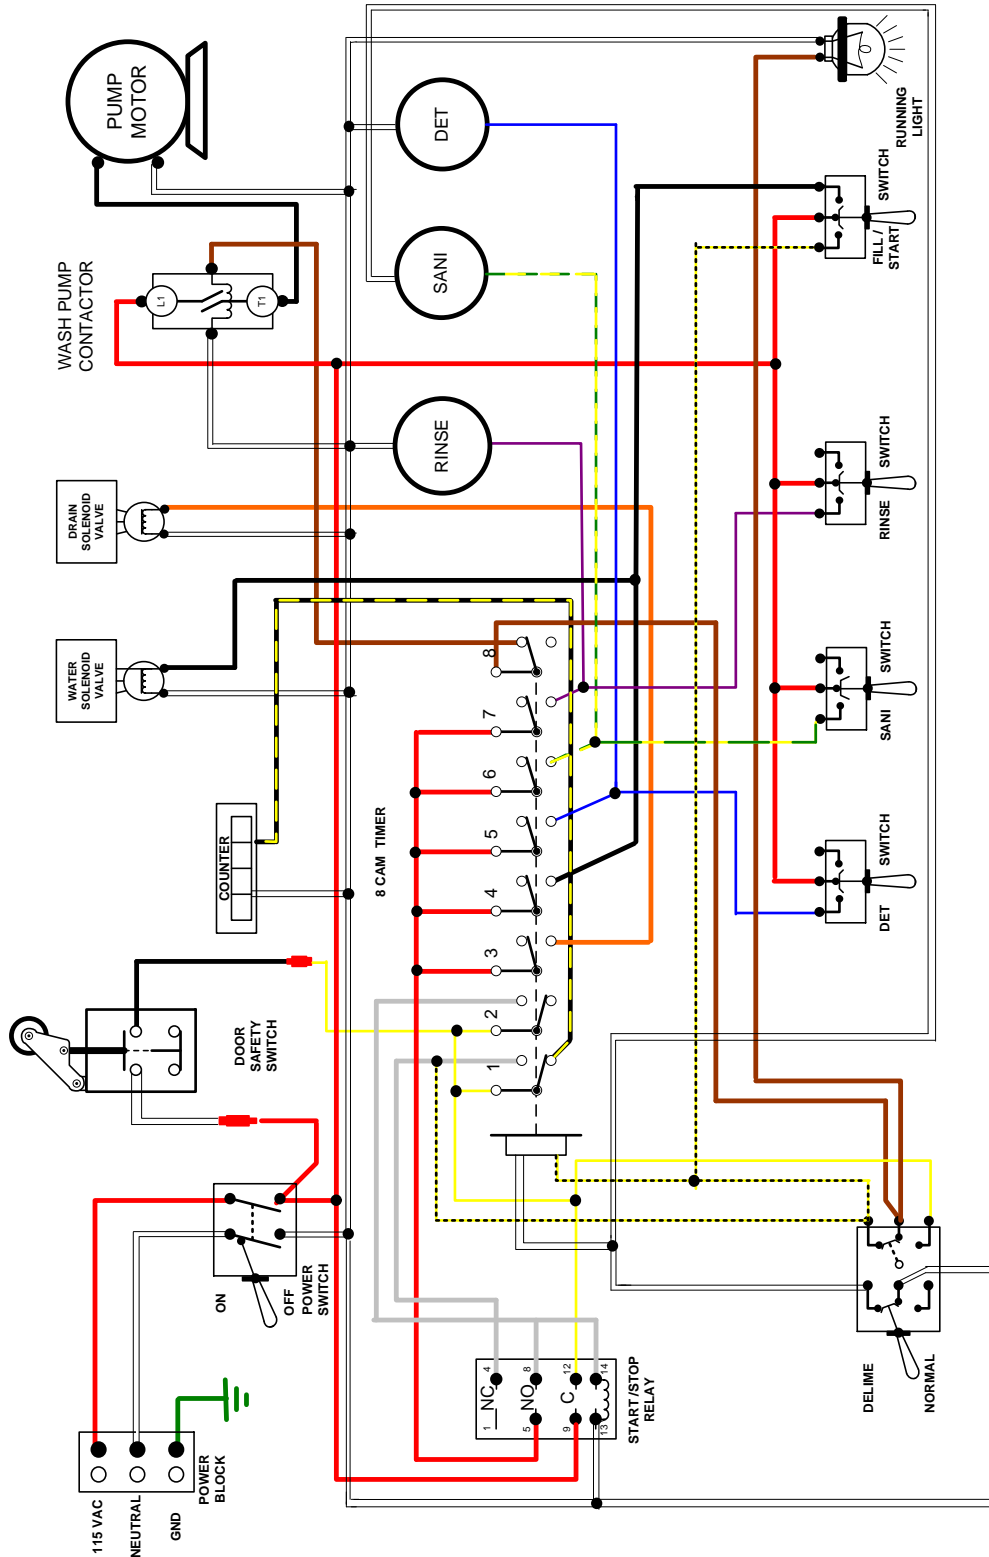 PUMP
MOTOR
WASH PUMP
CONTACTOR
L1
T1
DET
SANI
RINSE
RUNNING
LIGHT
FILL /
START
SWITCH
DRAIN
SOLENOID
VALVE
WATER
SOLENOID
VALVE
RINSE
SWITCH
SANI
SWITCH
DET
SWITCH
COUNTER
8 CAM TIMER
1
2
3
4
5
6
7
8
DOOR
SAFETY
SWITCH
ON
OFF
POWER
SWITCH
115 VAC
NEUTRAL
GND
POWER
BLOCK
1
NC
4
5
NO
8
9
C
12
13
14
START /STOP
RELAY
DELIME
NORMAL